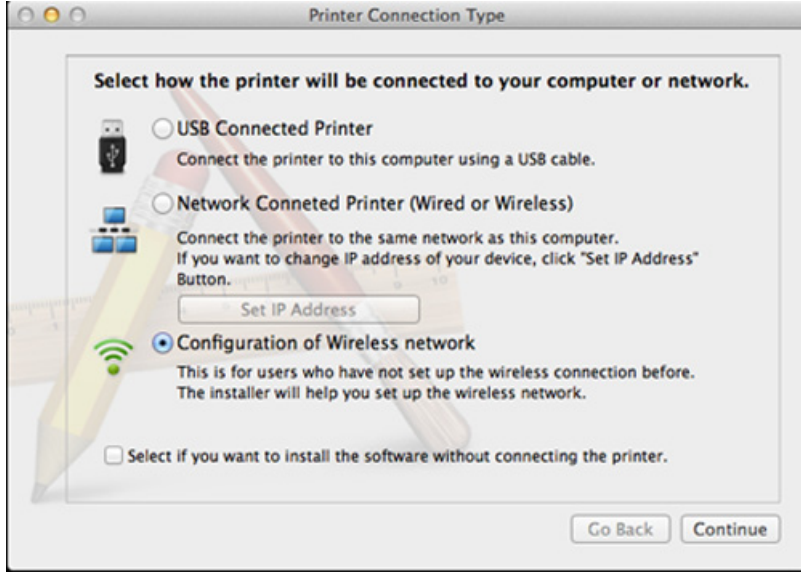 Printer Connection Type
Select how the printer will be connected to your computer or network.
USB Connected Printer
Connect the printer to this computer using a USB cable.
Network Conneted Printer (Wired or Wireless)
Connect the printer to the same network as this computer.
If you want to change IP address of your device, click "Set IP Address"
Button.
Set IP Address
Configuration of Wireless network
This is for users who have not set up the wireless connection before.
The installer will help you set up the wireless network.
Select if you want to install the software without connecting the printer.
Go Back Continue